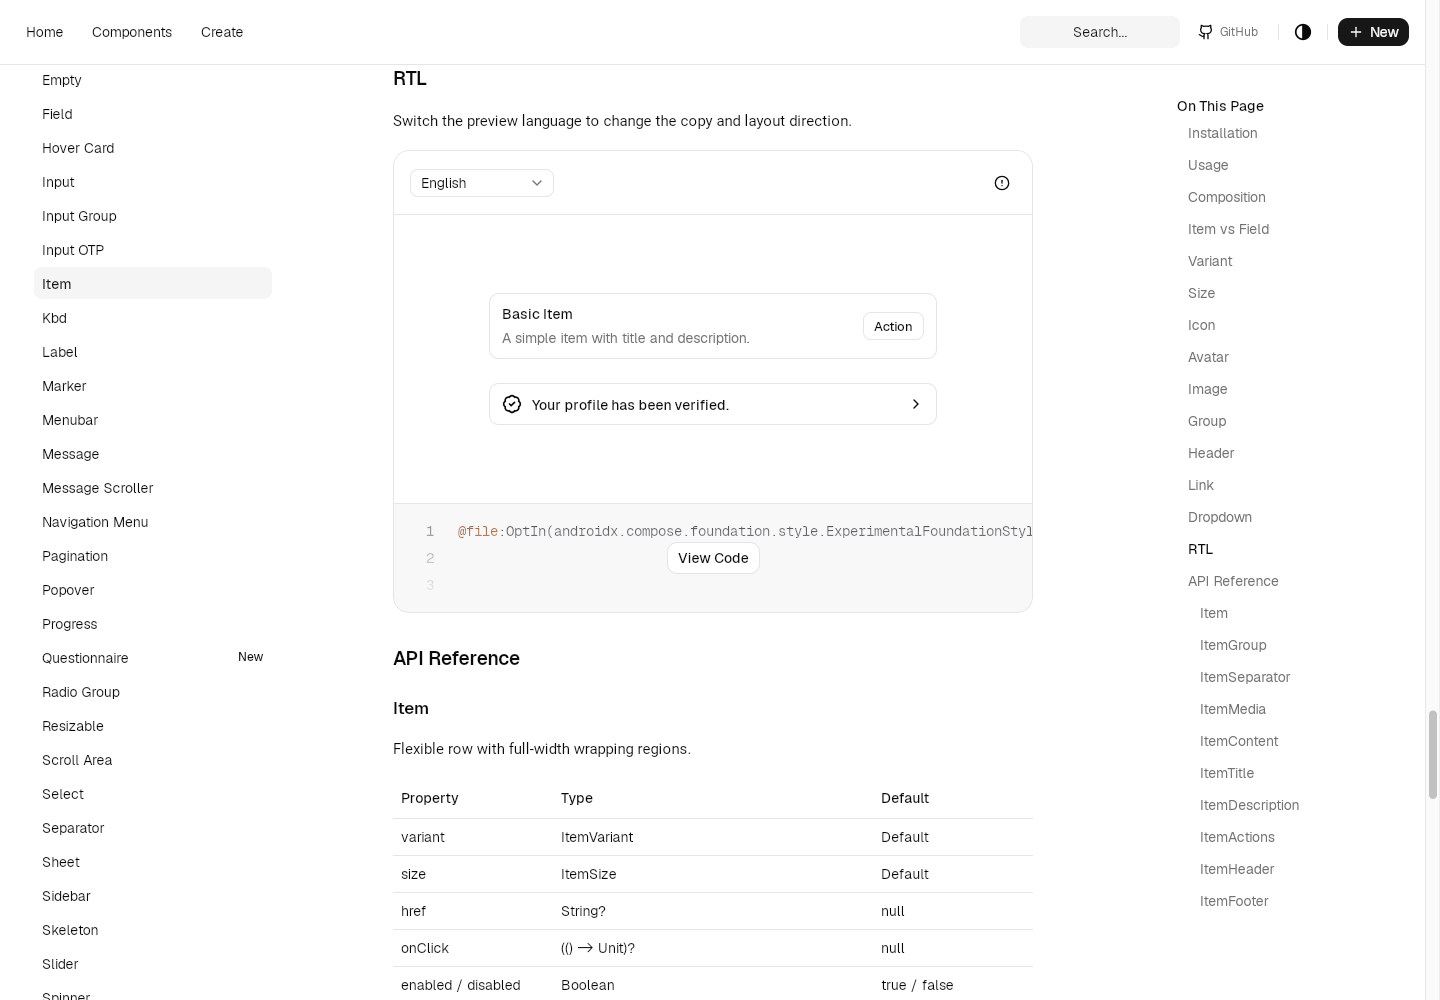 Home Components Create Search... GitHub New
Empty
Field
Hover Card
Input
Input Group
Input OTP
Item
Kbd
Label
Marker
Menubar
Message
Message Scroller
Navigation Menu
Pagination
Popover
Progress
Questionnaire New
Radio Group
Resizable
Scroll Area
Select
Separator
Sheet
Sidebar
Skeleton
Slider
Spinner
RTL
Switch the preview language to change the copy and layout direction.
English
Basic Item
A simple item with title and description.
Action
Your profile has been verified.
1 @file:OptIn(androidx.compose.foundation.style.ExperimentalFoundationStyl
2
View Code
3
API Reference
Item
Flexible row with full-width wrapping regions.
Property Type Default
variant ItemVariant Default
size ItemSize Default
href String? null
onClick (() -> Unit)? null
enabled / disabled Boolean true / false
On This Page
Installation
Usage
Composition
Item vs Field
Variant
Size
Icon
Avatar
Image
Group
Header
Link
Dropdown
RTL
API Reference
Item
ItemGroup
ItemSeparator
ItemMedia
ItemContent
ItemTitle
ItemDescription
ItemActions
ItemHeader
ItemFooter